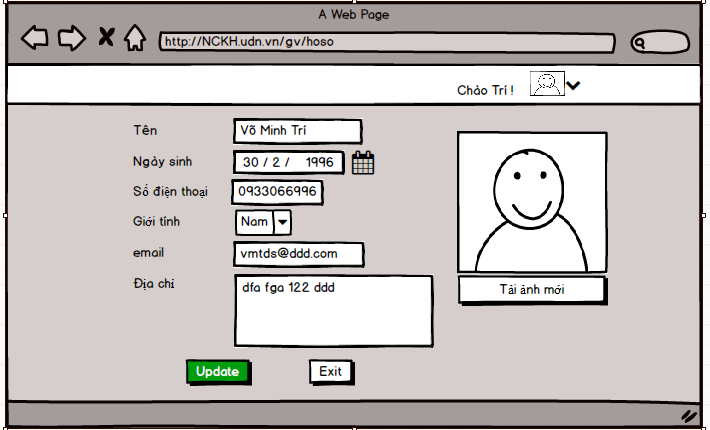 A Web Page
http://NCKH.udn.vn/gv/hoso
Chào Trí !
Tên
Võ Minh Trí
Ngày sinh
30 / 2 / 1996
Số điện thoại
0933066996
Giới tính
Nam
email
vmtds@ddd.com
Địa chỉ
dfa fga 122 ddd
Tải ảnh mới
Update
Exit